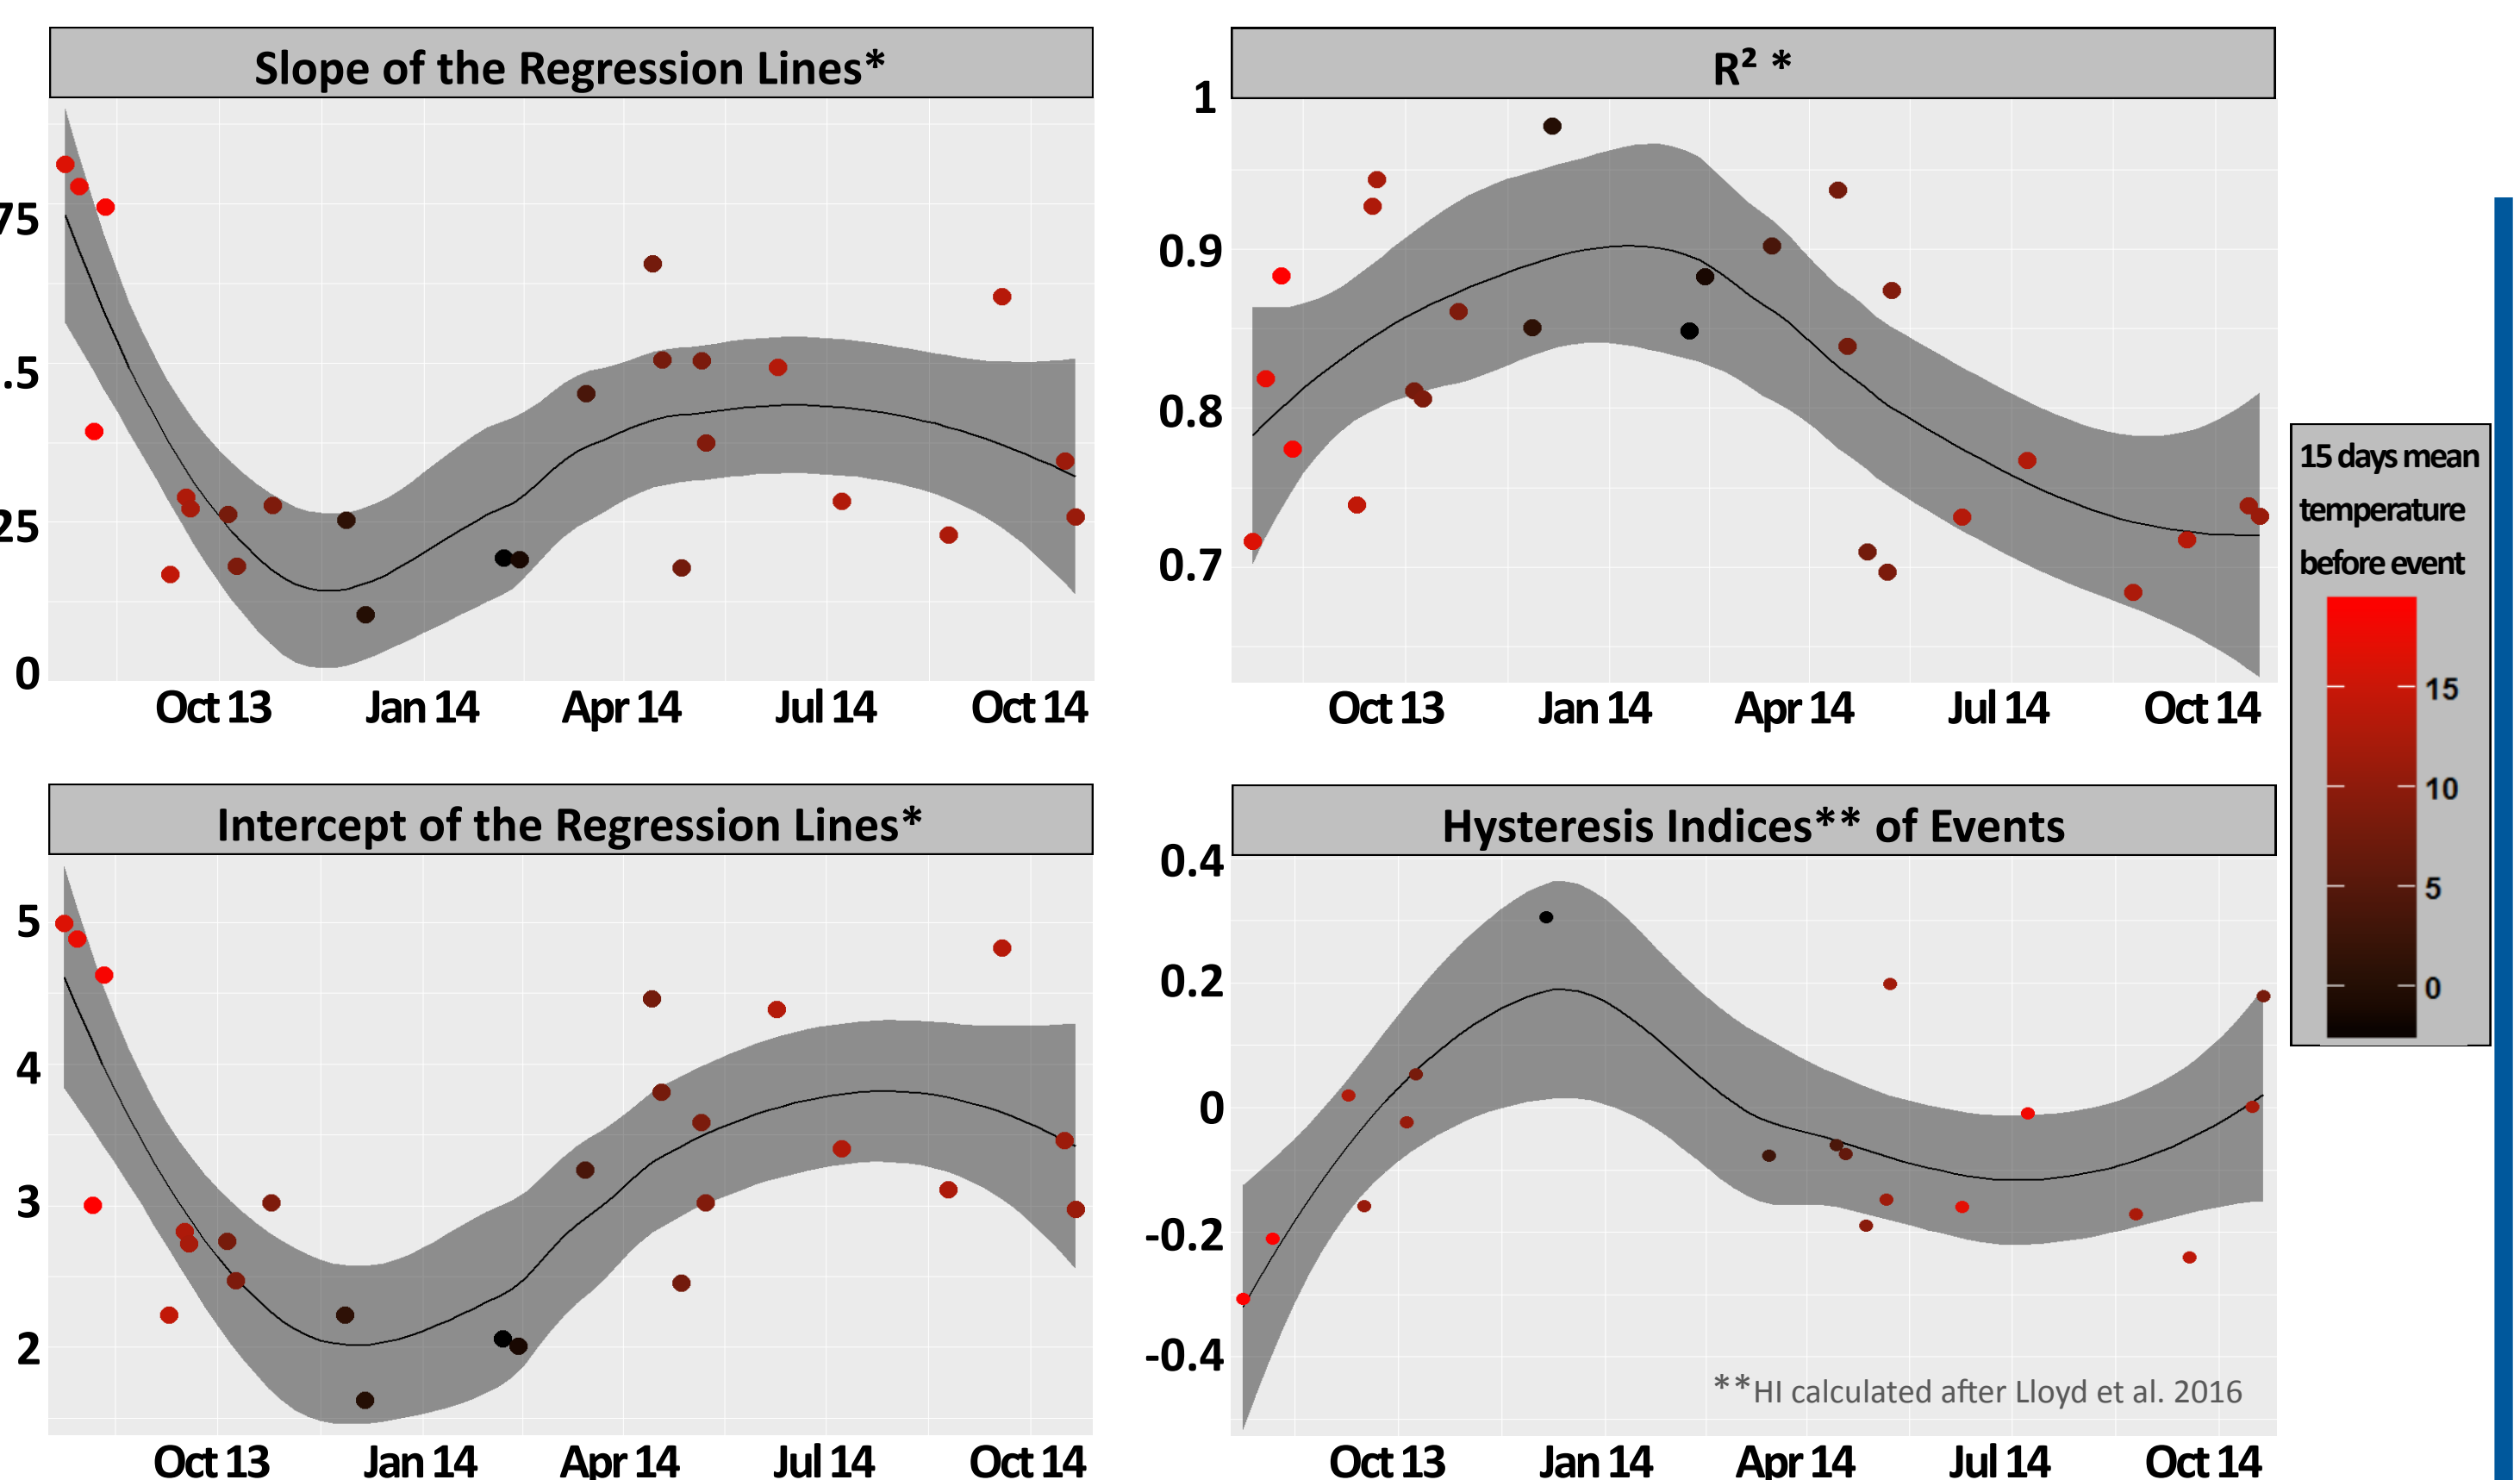 Slope of the Regression Lines*
75
.5
25
0
Oct 13 Jan 14 Apr 14 Jul 14 Oct 14
R² *
1
0.9
0.8
0.7
Oct 13 Jan 14 Apr 14 Jul 14 Oct 14
Intercept of the Regression Lines*
5
4
3
2
Oct 13 Jan 14 Apr 14 Jul 14 Oct 14
Hysteresis Indices** of Events
0.4
0.2
0
-0.2
-0.4
**HI calculated after Lloyd et al. 2016
Oct 13 Jan 14 Apr 14 Jul 14 Oct 14
15 days mean
temperature
before event
15
10
5
0